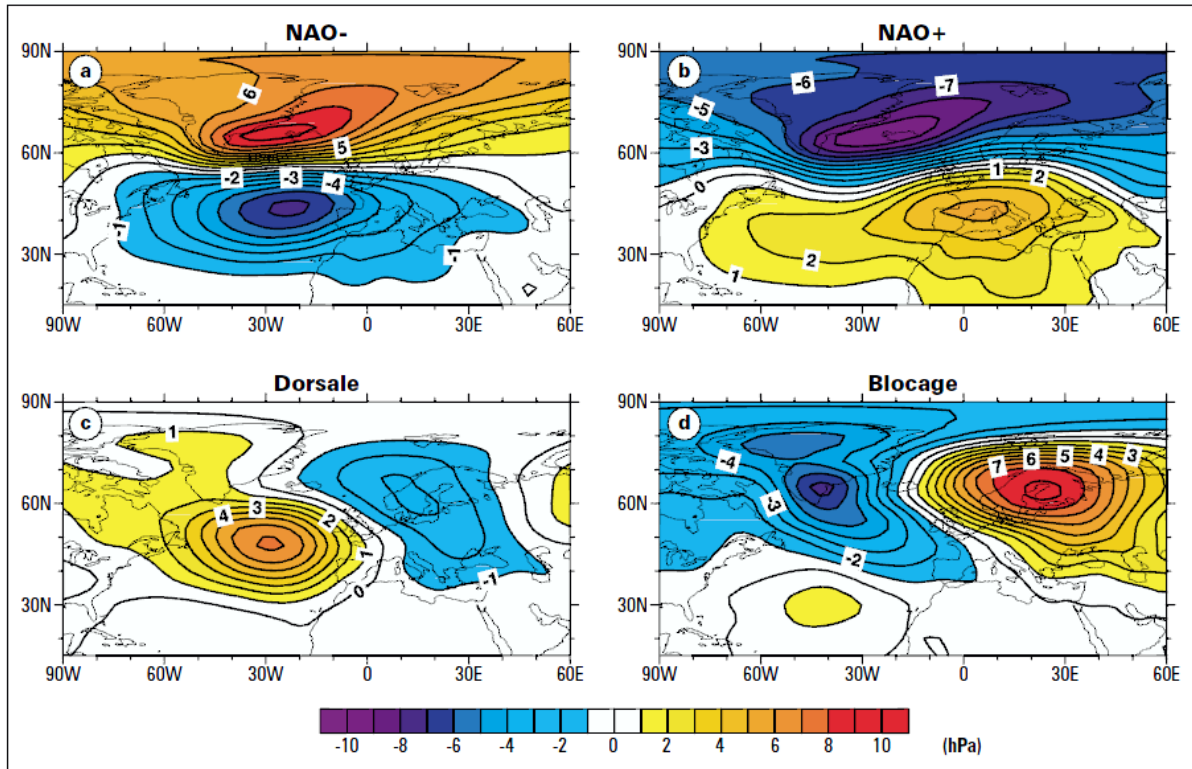 NAO-
NAO+
90N
60N
30N
a
6
5
-2
-3
-4
-1
-1
90W
60W
30W
0
30E
60E
90N
60N
30N
b
-6
-7
-5
-3
1
2
0
2
1
90W
60W
30W
0
30E
60E
Dorsale
Blocage
90N
60N
30N
c
1
4
3
2
1
0
-1
90W
60W
30W
0
30E
60E
90N
60N
30N
d
-4
-3
-2
7
6
5
4
3
90W
60W
30W
0
30E
60E
-10
-8
-6
-4
-2
0
2
4
6
8
10
(hPa)